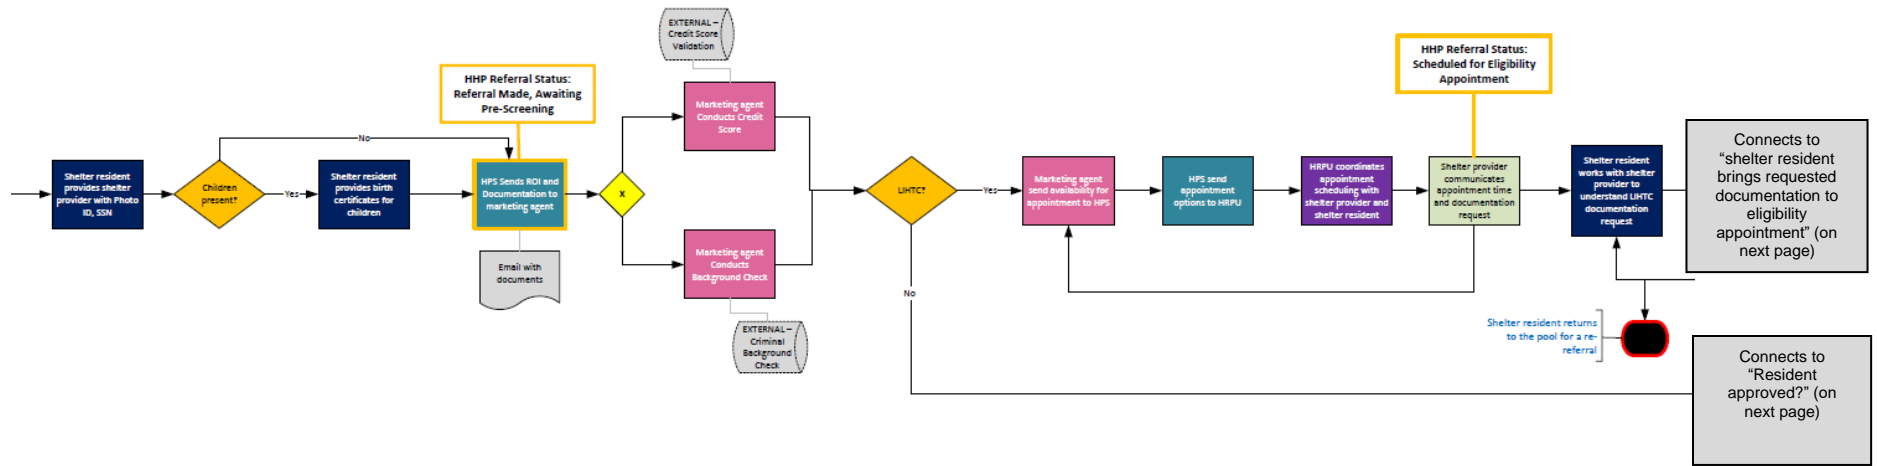 Shelter resident
provides shelter
provider with Photo
ID, SSN
Children
present?
No
Yes
Shelter resident
provides birth
certificates for
children
HHP Referral Status:
Referral Made, Awaiting
Pre-Screening
HPS Sends ROI and
Documentation to
marketing agent
Email with
documents
X
EXTERNAL –
Credit Score
Validation
Marketing agent
Conducts Credit
Score
Marketing agent
Conducts
Background Check
EXTERNAL –
Criminal
Background
Check
LIHTC?
Yes
No
Marketing agent
send availability for
appointment to HPS
HPS send
appointment
options to HRPU
HRPU coordinates
appointment
scheduling with
shelter provider and
shelter resident
HHP Referral Status:
Scheduled for Eligibility
Appointment
Shelter provider
communicates
appointment time
and documentation
request
Shelter resident
works with shelter
provider to
understand LIHTC
documentation
request
Shelter resident returns
to the pool for a re-
referral
Connects to
“shelter resident
brings requested
documentation to
eligibility
appointment” (on
next page)
Connects to
“Resident
approved?” (on
next page)